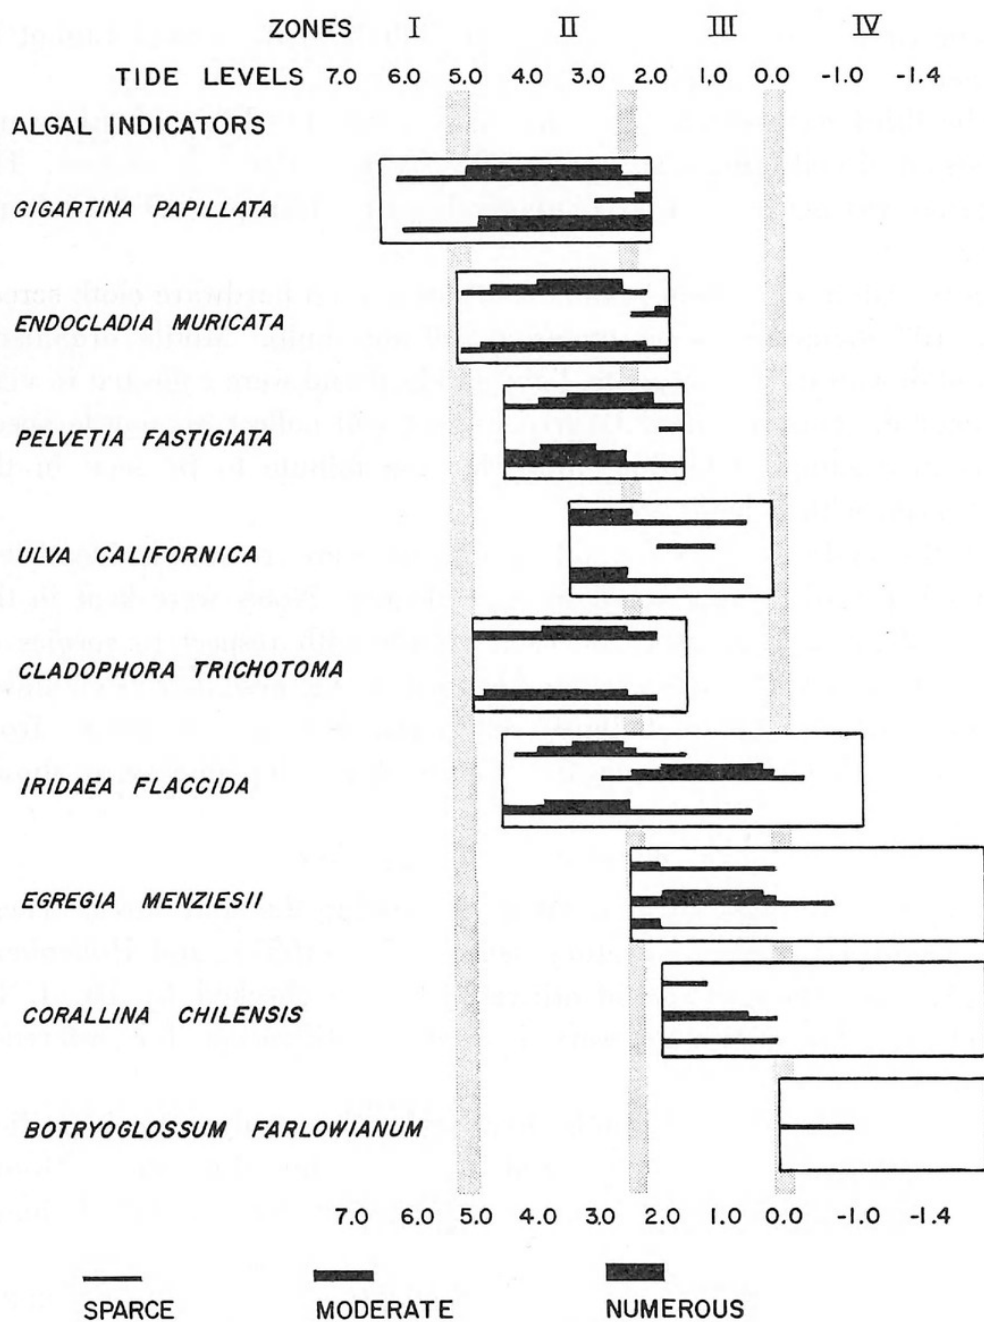 ZONES I II III IV
TIDE LEVELS 7.0 6.0 5.0 4.0 3.0 2.0 1.0 0.0 -1.0 -1.4
ALGAL INDICATORS
GIGARTINA PAPILLATA
ENDOCLADIA MURICATA
PELVETIA FASTIGIATA
ULVA CALIFORNICA
CLADOPHORA TRICHOTOMA
IRIDAEA FLACCIDA
EGREGIA MENZIESII
CORALLINA CHILENSIS
BOTRYOGLOSSUM FARLOWIANUM
7.0 6.0 5.0 4.0 3.0 2.0 1.0 0.0 -1.0 -1.4
SPARCE MODERATE NUMEROUS